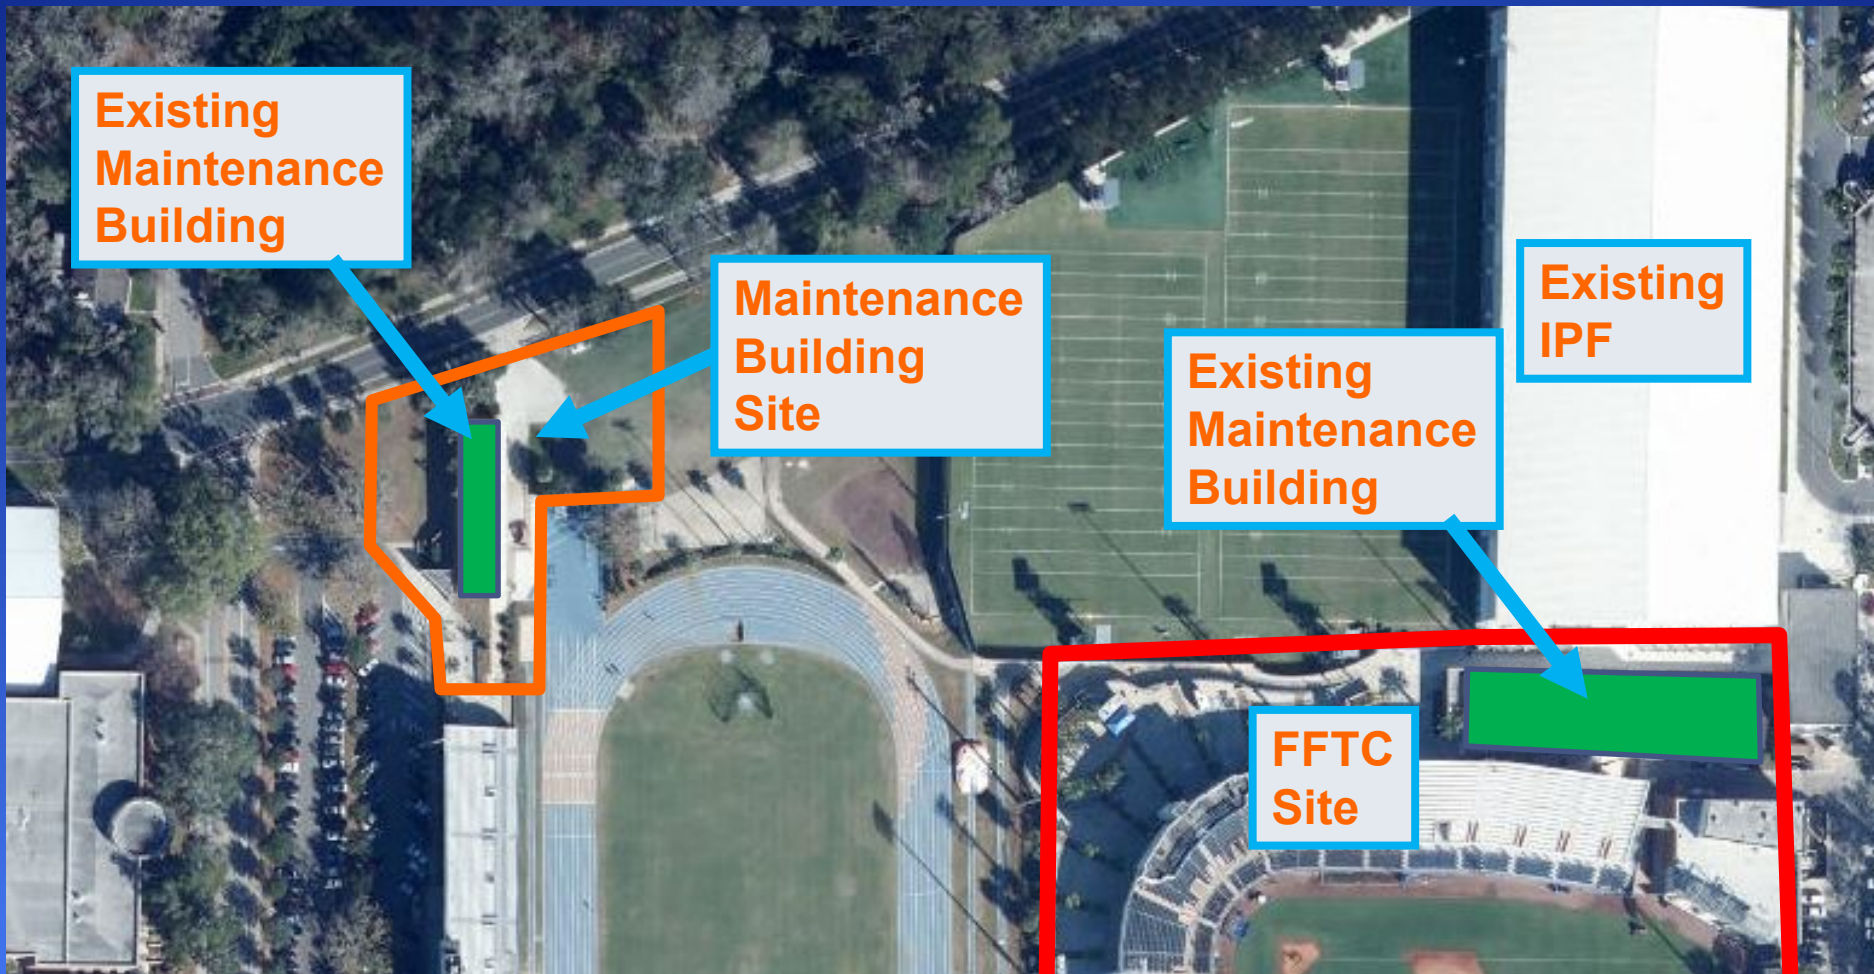 Existing
Maintenance
Building
Maintenance
Building
Site
Existing
Maintenance
Building
Existing
IPF
FFTC
Site